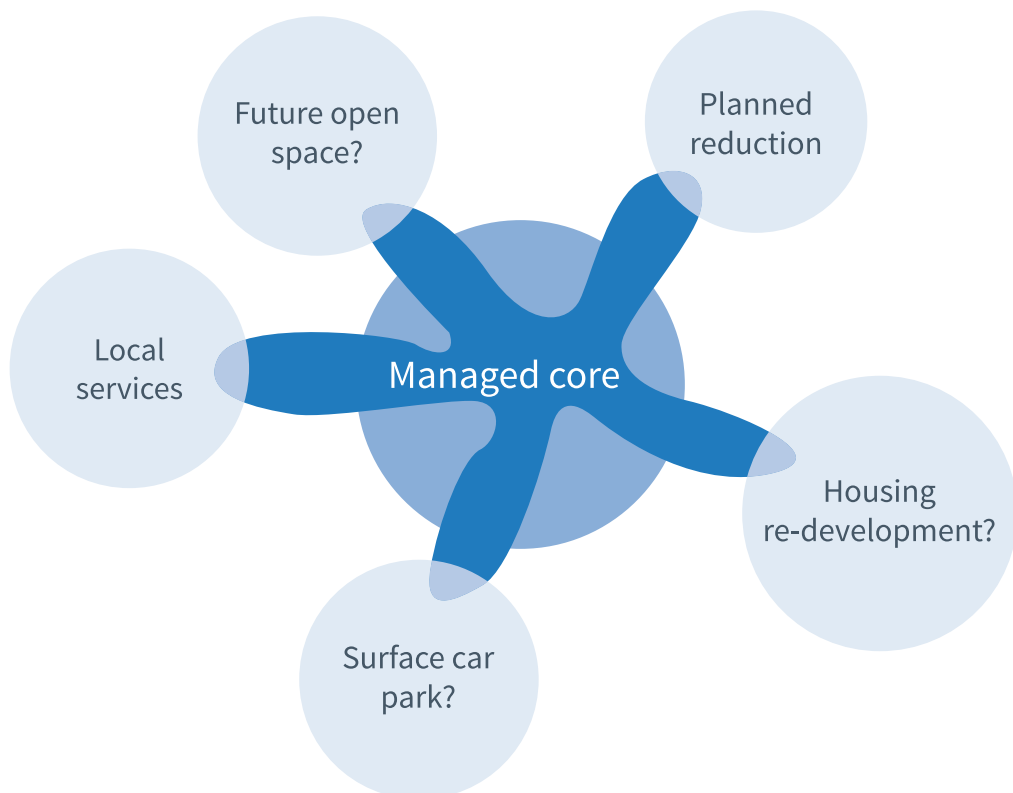 Future open
space?
Planned
reduction
Local
services
Managed core
Housing
re-development?
Surface car
park?